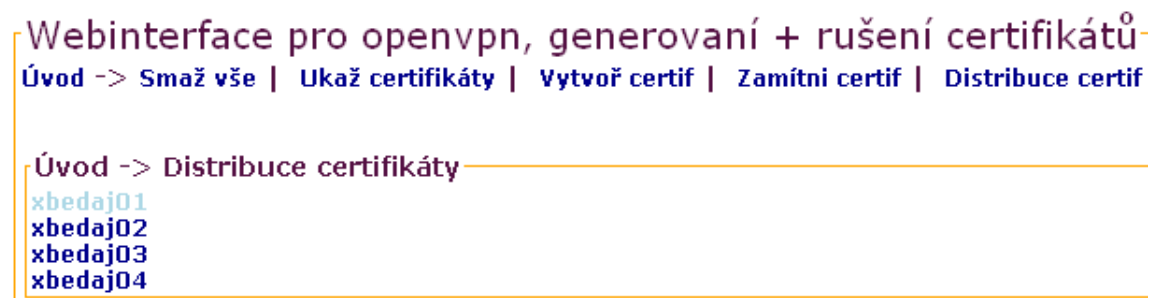 Webinterface pro openvpn, generovaní + rušení certifikátů
Úvod -> Smaž vše | Ukaž certifikáty | Vytvoř certif | Zamítni certif | Distribuce certif
Úvod -> Distribuce certifikáty
xbedaj01
xbedaj02
xbedaj03
xbedaj04